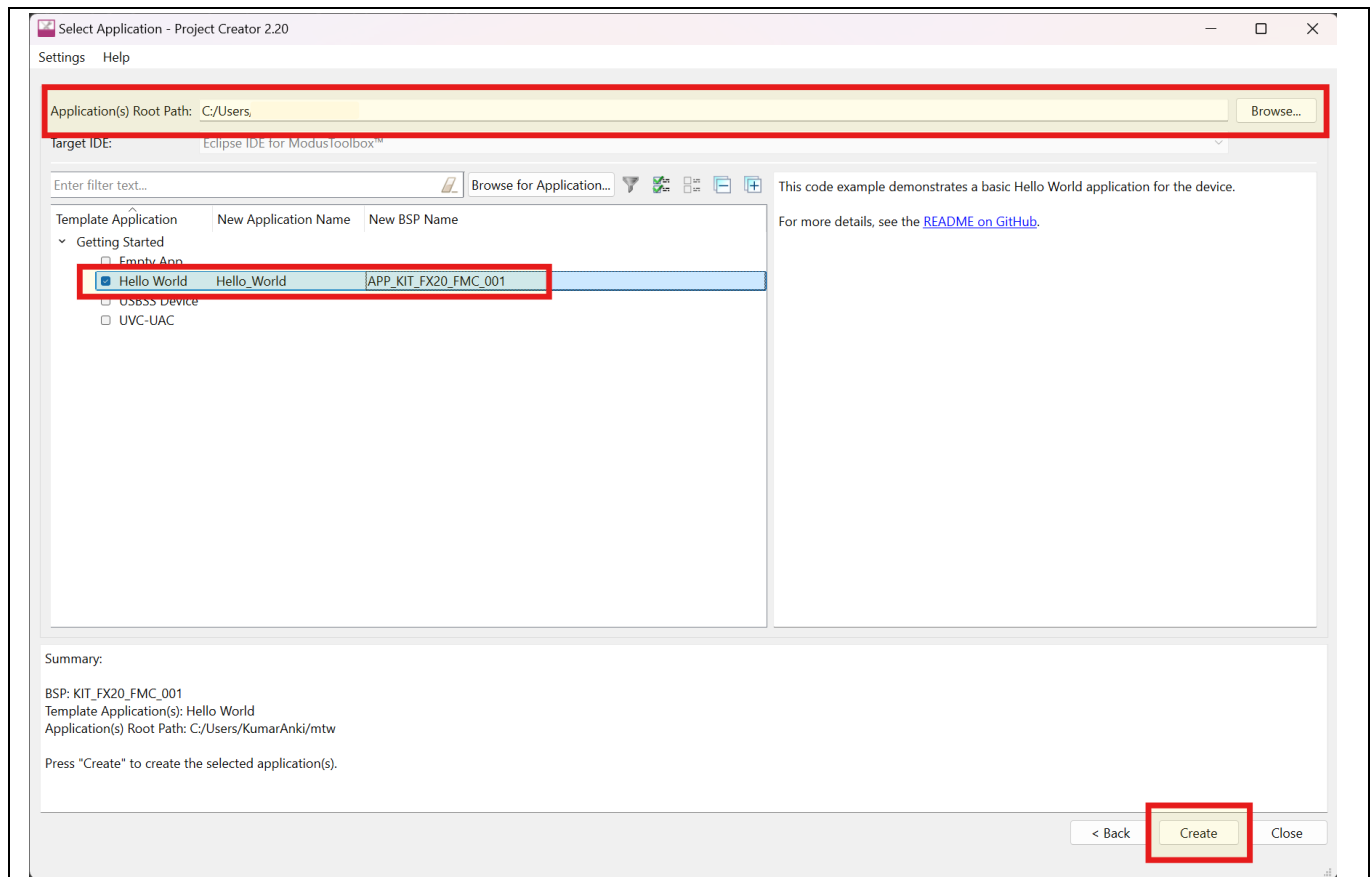 Select Application - Project Creator 2.20
Settings Help
Application(s) Root Path: C:/Users, Browse...
Target IDE: Eclipse IDE for ModusToolbox™
Enter filter text... Browse for Application...
Template Application New Application Name New BSP Name
Getting Started
Empty App
Hello World Hello_World APP_KIT_FX20_FMC_001
USBSS Device
UVC-UAC
This code example demonstrates a basic Hello World application for the device.
For more details, see the README on GitHub.
Summary:
BSP: KIT_FX20_FMC_001
Template Application(s): Hello World
Application(s) Root Path: C:/Users/KumarAnki/mtw
Press "Create" to create the selected application(s).
< Back Create Close